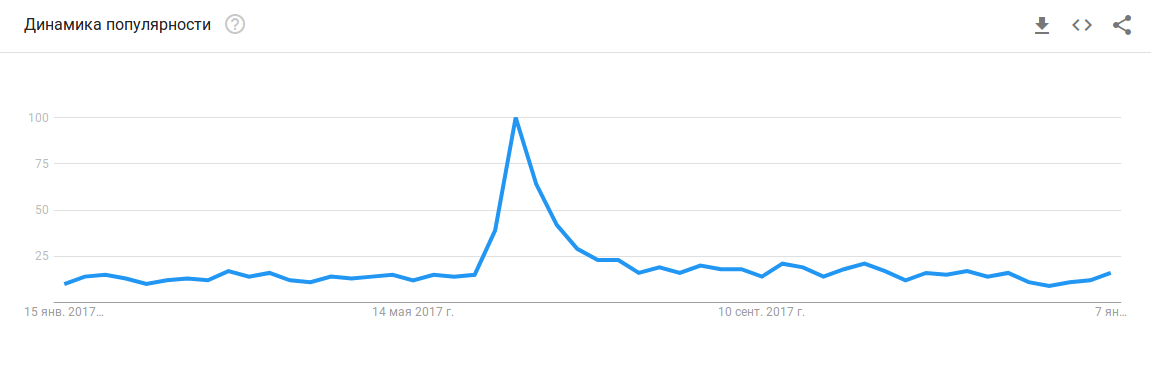 Динамика популярности
100
75
50
25
15 янв. 2017…
14 мая 2017 г.
10 сент. 2017 г.
7 ян…